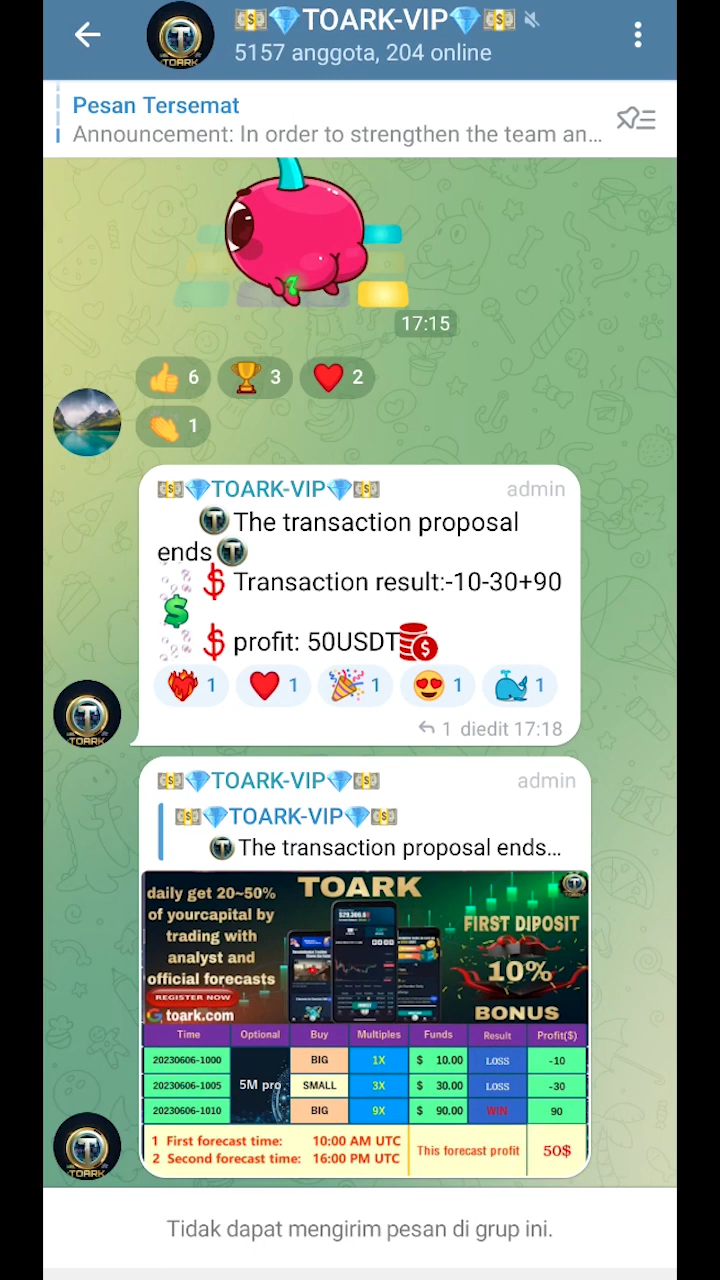 💵💎TOARK-VIP💎💵
5157 anggota, 204 online
Pesan Tersemat
Announcement: In order to strengthen the team an...
17:15
6 3 2
1
💵💎TOARK-VIP💎💵 admin
The transaction proposal
ends
Transaction result:-10-30+90
profit: 50USDT
1 1 1 1 1
1 diedit 17:18
💵💎TOARK-VIP💎💵 admin
💵💎TOARK-VIP💎💵
The transaction proposal ends...
TOARK
daily get 20~50%
of yourcapital by
trading with
analyst and
official forecasts
REGISTER NOW
toark.com
FIRST DIPOSIT
10%
BONUS
Time Optional Buy Multiples Funds Result Profit($)
20230606-1000 BIG 1X $ 10.00 LOSS -10
20230606-1005 5M pro SMALL 3X $ 30.00 LOSS -30
20230606-1010 BIG 9X $ 90.00 WIN 90
1 First forecast time: 10:00 AM UTC
2 Second forecast time: 16:00 PM UTC
This forecast profit 50$
TOARK
Tidak dapat mengirim pesan di grup ini.